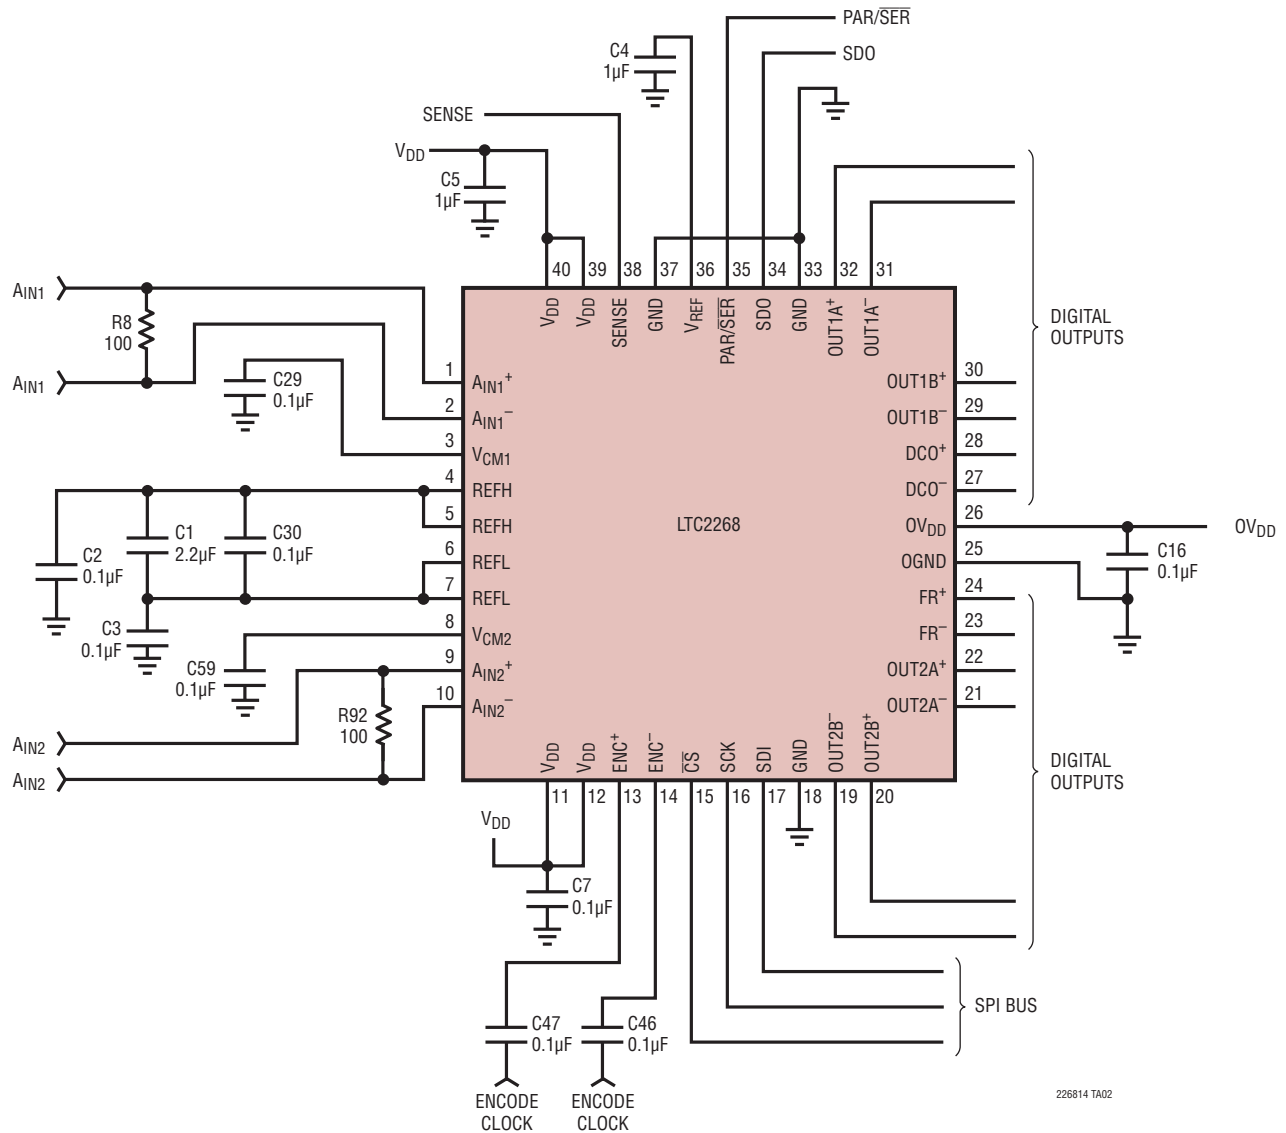 PAR/SER
C4
1µF
SDO
SENSE
VDD
C5
1µF
40 39 38 37 36 35 34 33 32 31
VDD VDD SENSE GND VREF PAR/SER SDO GND OUT1A+ OUT1A–
DIGITAL
OUTPUTS
AIN1
R8
100
AIN1
C29
0.1µF
1 AIN1+
2 AIN1–
3 VCM1
4 REFH
5 REFH
6 REFL
7 REFL
8 VCM2
9 AIN2+
10 AIN2–
LTC2268
OUT1B+ 30
OUT1B– 29
DCO+ 28
DCO– 27
OVDD 26
OGND 25
FR+ 24
FR– 23
OUT2A+ 22
OUT2A– 21
OVDD
C16
0.1µF
C1
2.2µF
C30
0.1µF
C2
0.1µF
C3
0.1µF
C59
0.1µF
R92
100
AIN2
AIN2
VDD VDD ENC+ ENC– CS SCK SDI GND OUT2B– OUT2B+
11 12 13 14 15 16 17 18 19 20
DIGITAL
OUTPUTS
VDD
C7
0.1µF
C47
0.1µF
C46
0.1µF
SPI BUS
ENCODE
CLOCK
ENCODE
CLOCK
226814 TA02